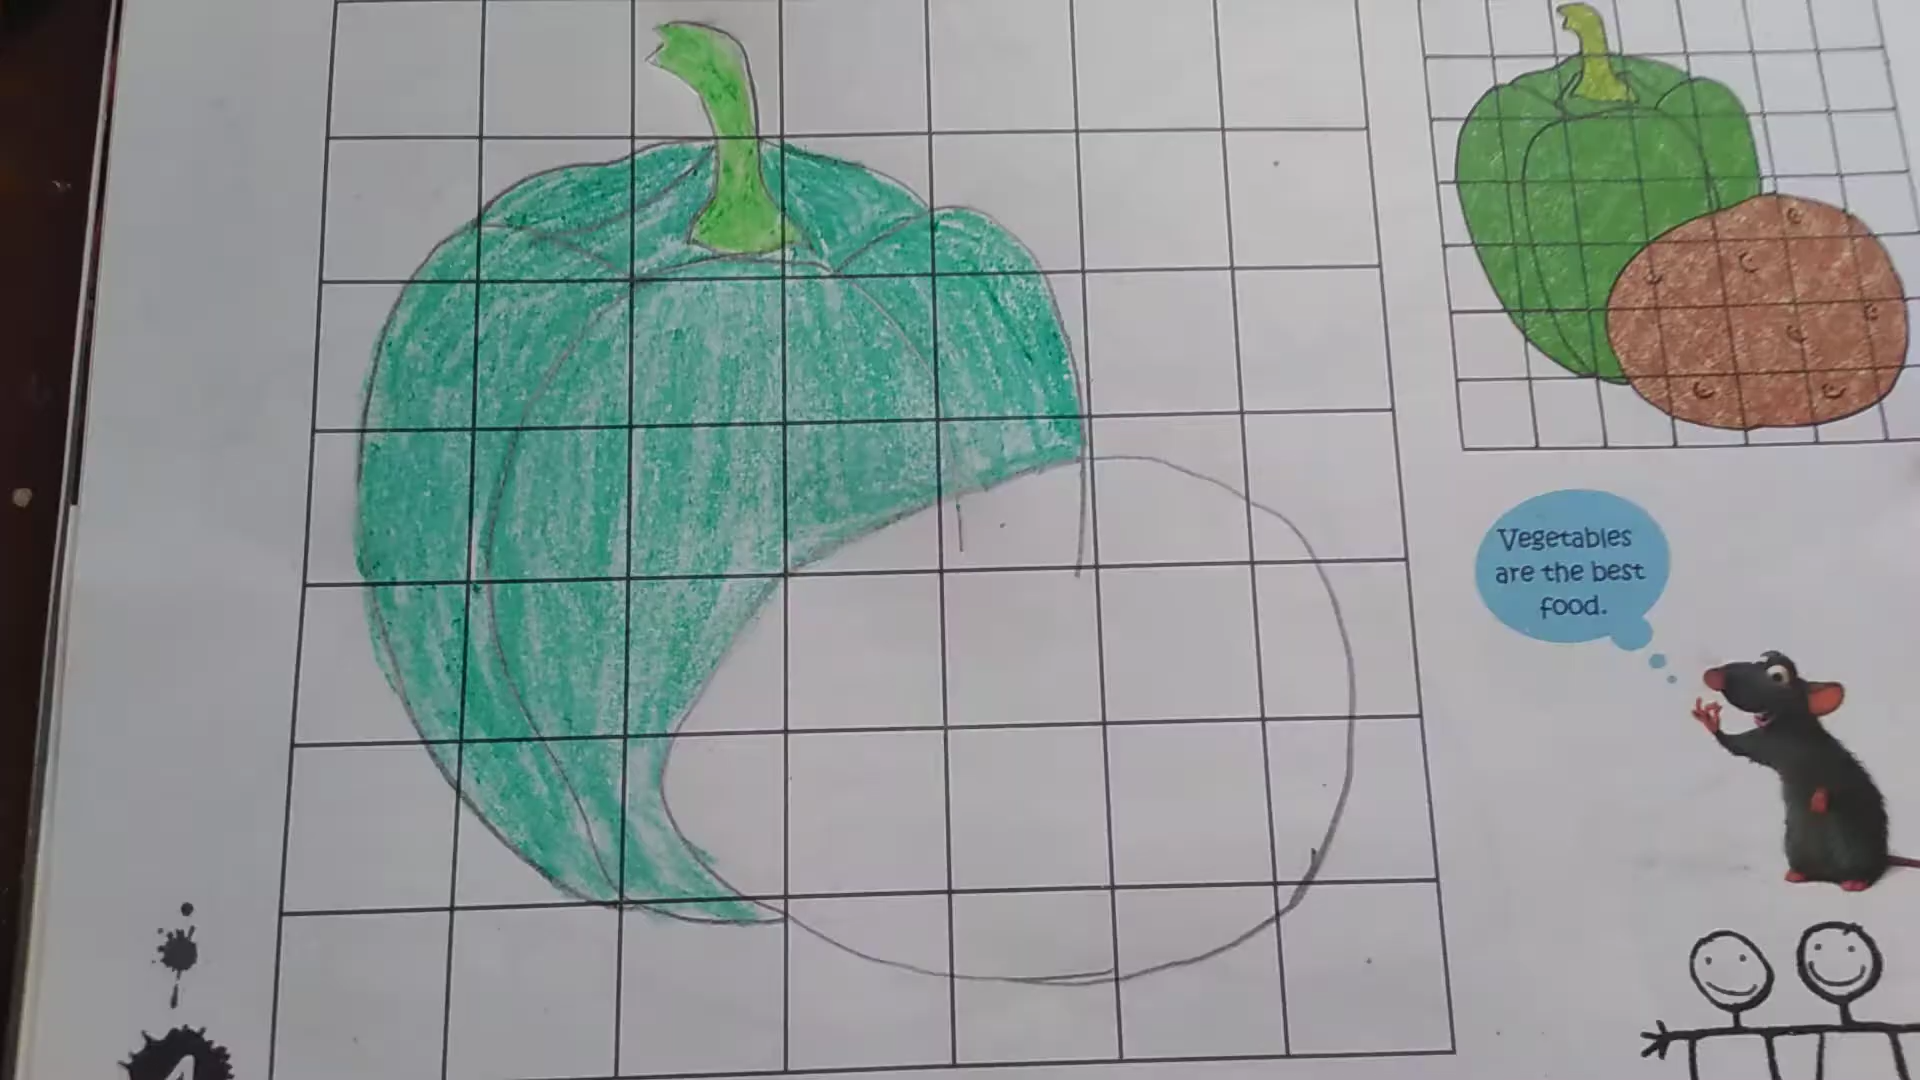 Vegetables
are the best
food.